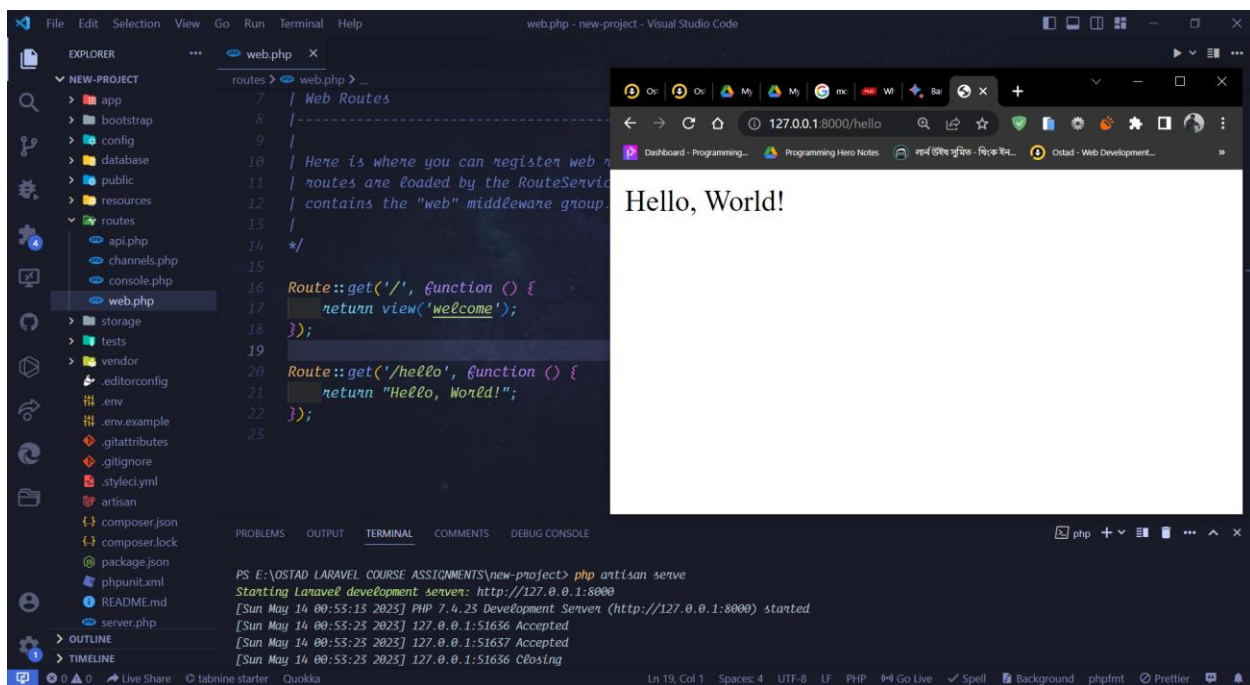 File Edit Selection View Go Run Terminal Help
web.php - new-project - Visual Studio Code
EXPLORER
NEW-PROJECT
app
bootstrap
config
database
public
resources
routes
api.php
channels.php
console.php
web.php
storage
tests
vendor
.editorconfig
.env
.env.example
.gitattributes
.gitignore
.styleci.yml
artisan
composer.json
composer.lock
package.json
phpunit.xml
README.md
server.php
OUTLINE
TIMELINE
4
1
web.php
routes > web.php > ...
7 | Web Routes
8 |-----------------------------------
9 |
10 | Here is where you can register web
11 | routes are loaded by the RouteServic
12 | contains the "web" middleware group.
13 |
14 */
15
16 Route::get('/', function () {
17 return view('welcome');
18 });
19
20 Route::get('/hello', function () {
21 return "Hello, World!";
22 });
23
Os Os My My mc Wh Bar
127.0.0.1:8000/hello
Dashboard - Programming... Programming Hero Notes Ostad - Web Development...
Hello, World!
PROBLEMS OUTPUT TERMINAL COMMENTS DEBUG CONSOLE
php
PS E:\OSTAD LARAVEL COURSE ASSIGNMENTS\new-project> php artisan serve
Starting Laravel development server: http://127.0.0.1:8000
[Sun May 14 00:53:13 2023] PHP 7.4.23 Development Server (http://127.0.0.1:8000) started
[Sun May 14 00:53:23 2023] 127.0.0.1:51636 Accepted
[Sun May 14 00:53:23 2023] 127.0.0.1:51637 Accepted
[Sun May 14 00:53:23 2023] 127.0.0.1:51636 Closing
0 0 Live Share tabnine starter Quokka
Ln 19, Col 1 Spaces: 4 UTF-8 LF PHP Go Live Spell Background phpfmt Prettier